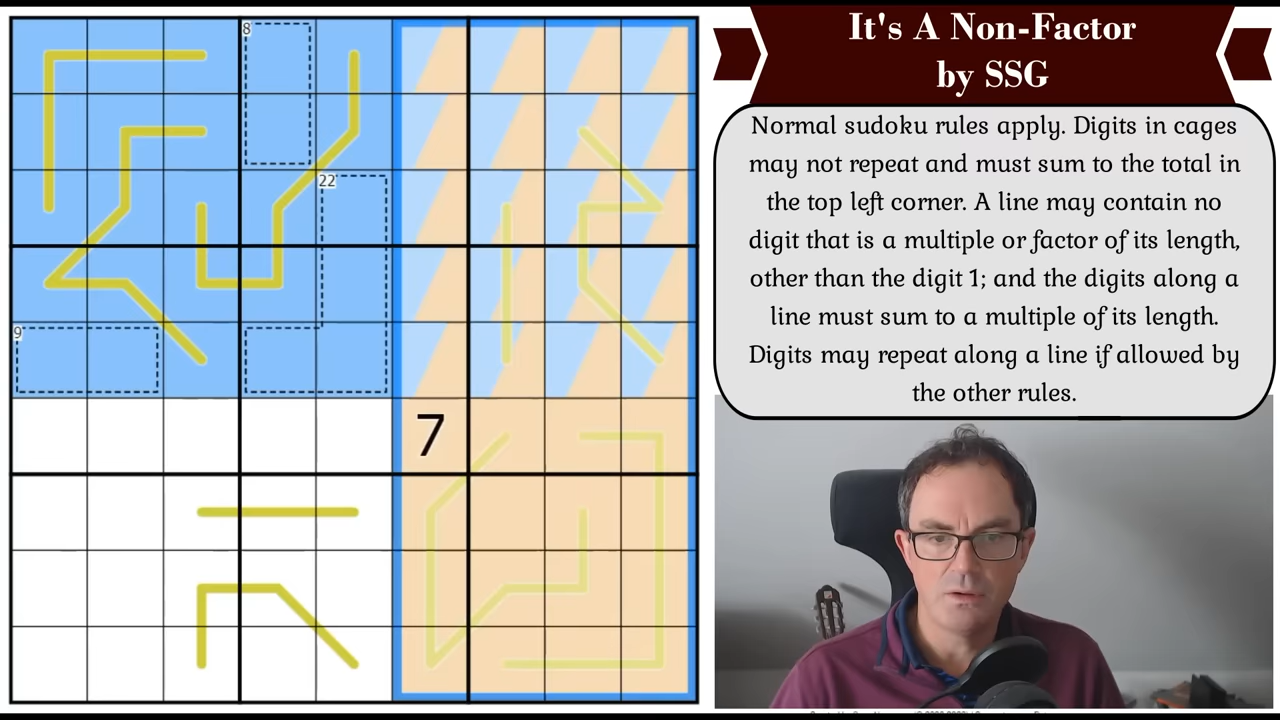 It's A Non-Factor
by SSG
Normal sudoku rules apply. Digits in cages
may not repeat and must sum to the total in
the top left corner. A line may contain no
digit that is a multiple or factor of its length,
other than the digit 1; and the digits along a
line must sum to a multiple of its length.
Digits may repeat along a line if allowed by
the other rules.
8
22
9
7